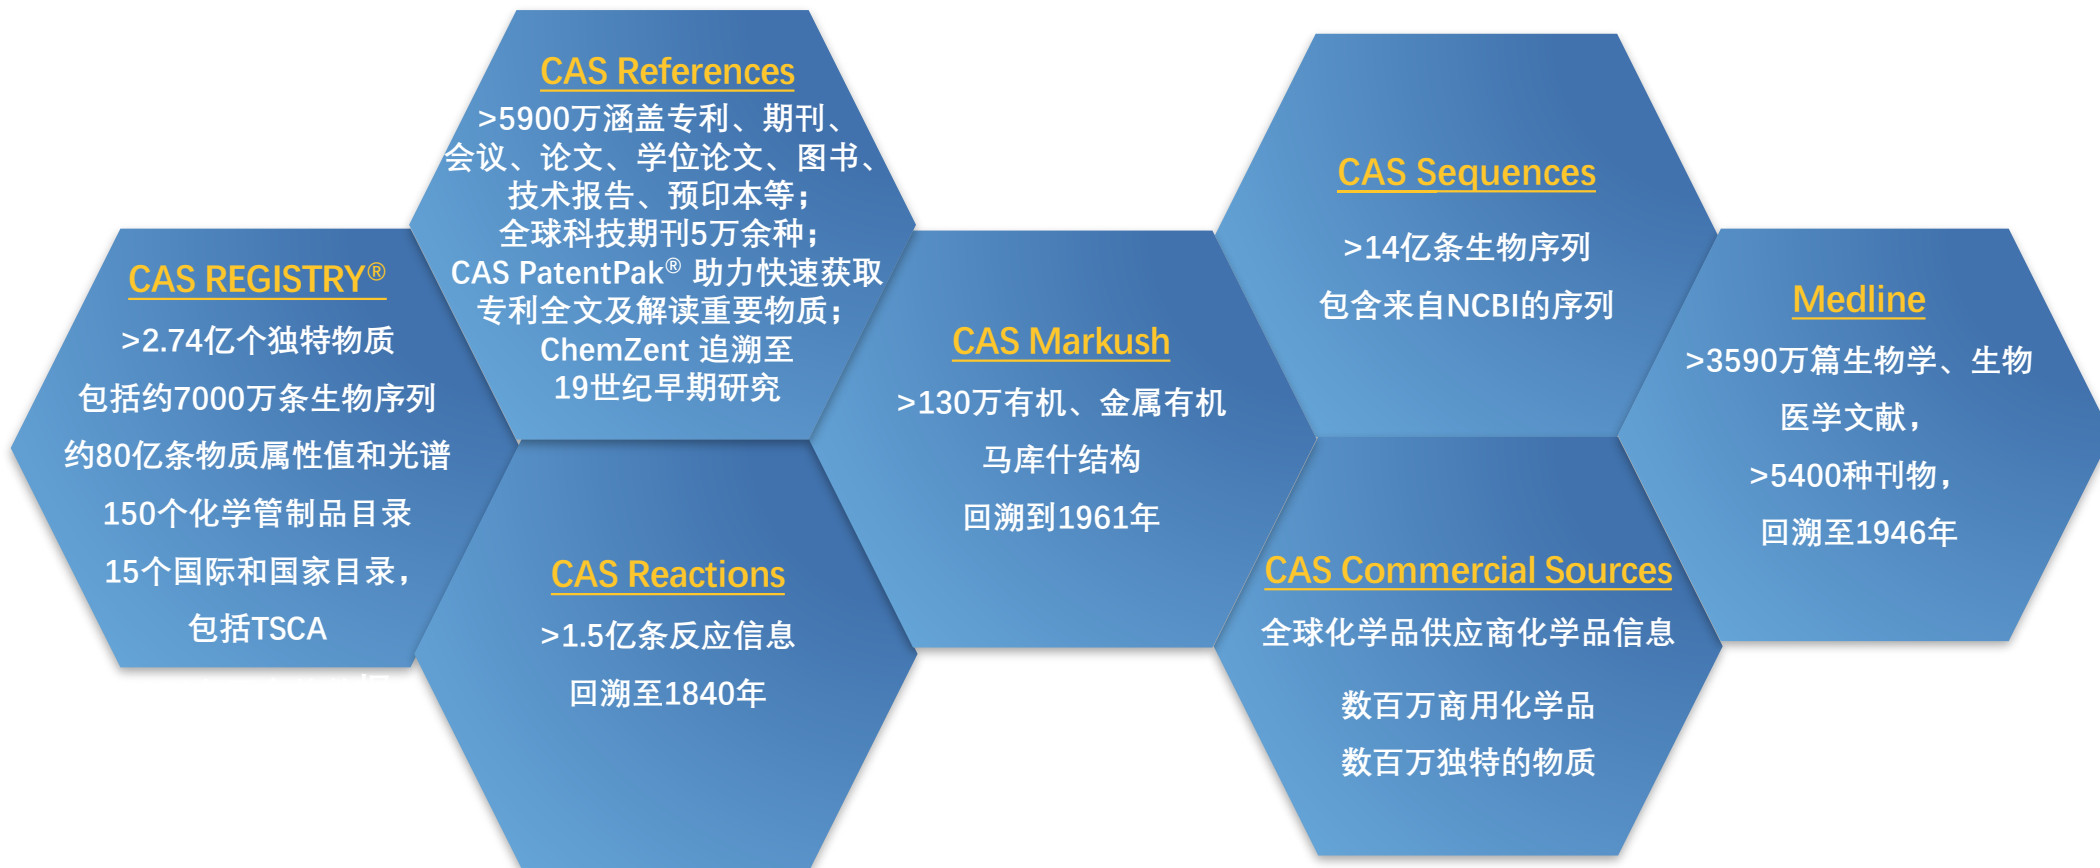 CAS REGISTRY®
>2.74亿个独特物质
包括约7000万条生物序列
约80亿条物质属性值和光谱
150个化学管制品目录
15个国际和国家目录，
包括TSCA
CAS References
>5900万涵盖专利、期刊、
会议、论文、学位论文、图书、
技术报告、预印本等；
全球科技期刊5万余种；
CAS PatentPak® 助力快速获取
专利全文及解读重要物质；
ChemZent 追溯至
19世纪早期研究
CAS Reactions
>1.5亿条反应信息
回溯至1840年
CAS Markush
>130万有机、金属有机
马库什结构
回溯到1961年
CAS Sequences
>14亿条生物序列
包含来自NCBI的序列
CAS Commercial Sources
全球化学品供应商化学品信息
数百万商用化学品
数百万独特的物质
Medline
>3590万篇生物学、生物
医学文献，
>5400种刊物，
回溯至1946年